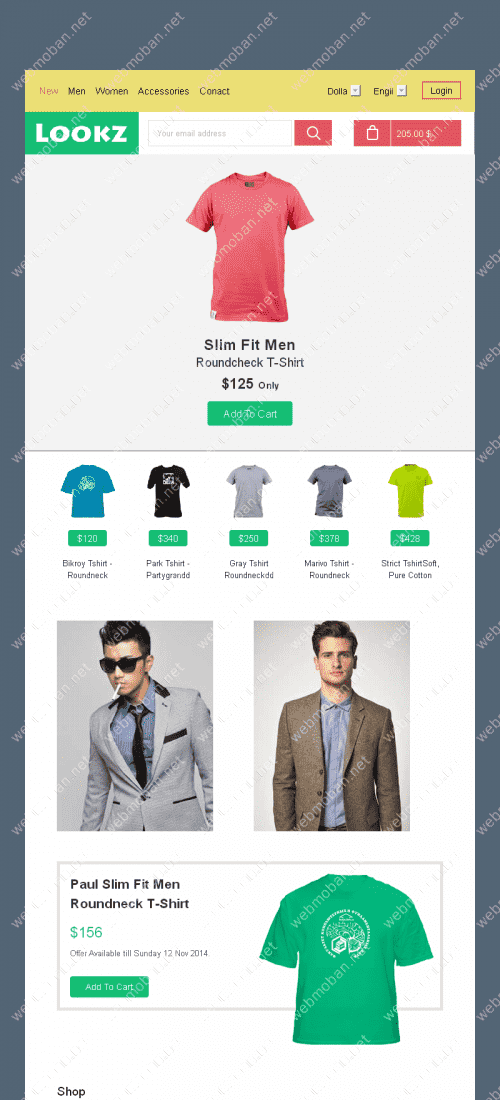 New Men Women Accessories Conact Dolla Engli Login
LOOKZ Your email address 205.00 $
Slim Fit Men
Roundcheck T-Shirt
$125 Only
Add To Cart
$120 $340 $250 $378 $428
Bikroy Tshirt - Park Tshirt - Gray Tshirt Marivo Tshirt - Strict TshirtSoft,
Roundneck Partygrandd Roundneckdd Roundneck Pure Cotton
Paul Slim Fit Men
Roundneck T-Shirt
$156
Offer Available till Sunday 12 Nov 2014.
Add To Cart
Shop
webmoban.net